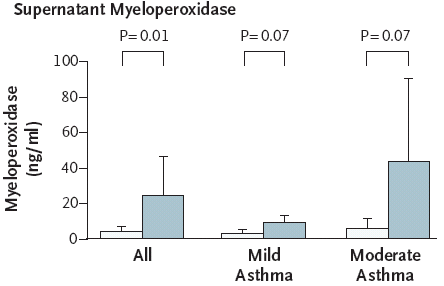 Supernatant Myeloperoxidase
P=0.01
P=0.07
P=0.07
Myeloperoxidase
(ng/ml)
100
80
60
40
20
0
All
Mild
Asthma
Moderate
Asthma